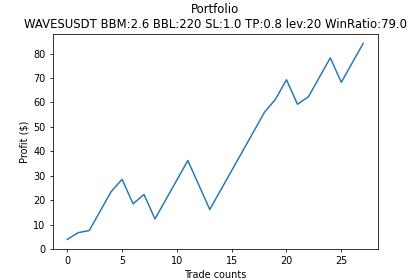 Portfolio
WAVESUSDT BBM:2.6 BBL:220 SL:1.0 TP:0.8 lev:20 WinRatio:79.0
80
70
60
50
40
30
20
10
0
Profit ($)
0 5 10 15 20 25
Trade counts